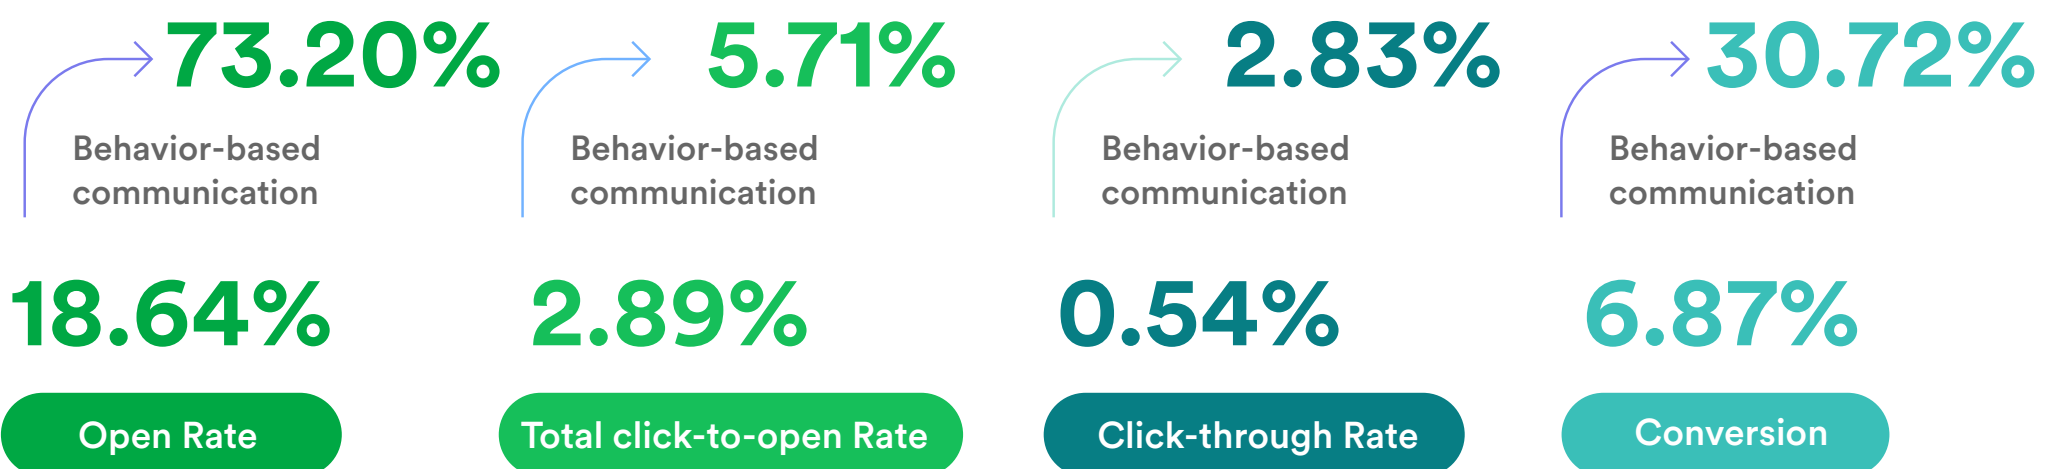 73.20%
Behavior-based
communication
18.64%
Open Rate
5.71%
Behavior-based
communication
2.89%
Total click-to-open Rate
2.83%
Behavior-based
communication
0.54%
Click-through Rate
30.72%
Behavior-based
communication
6.87%
Conversion